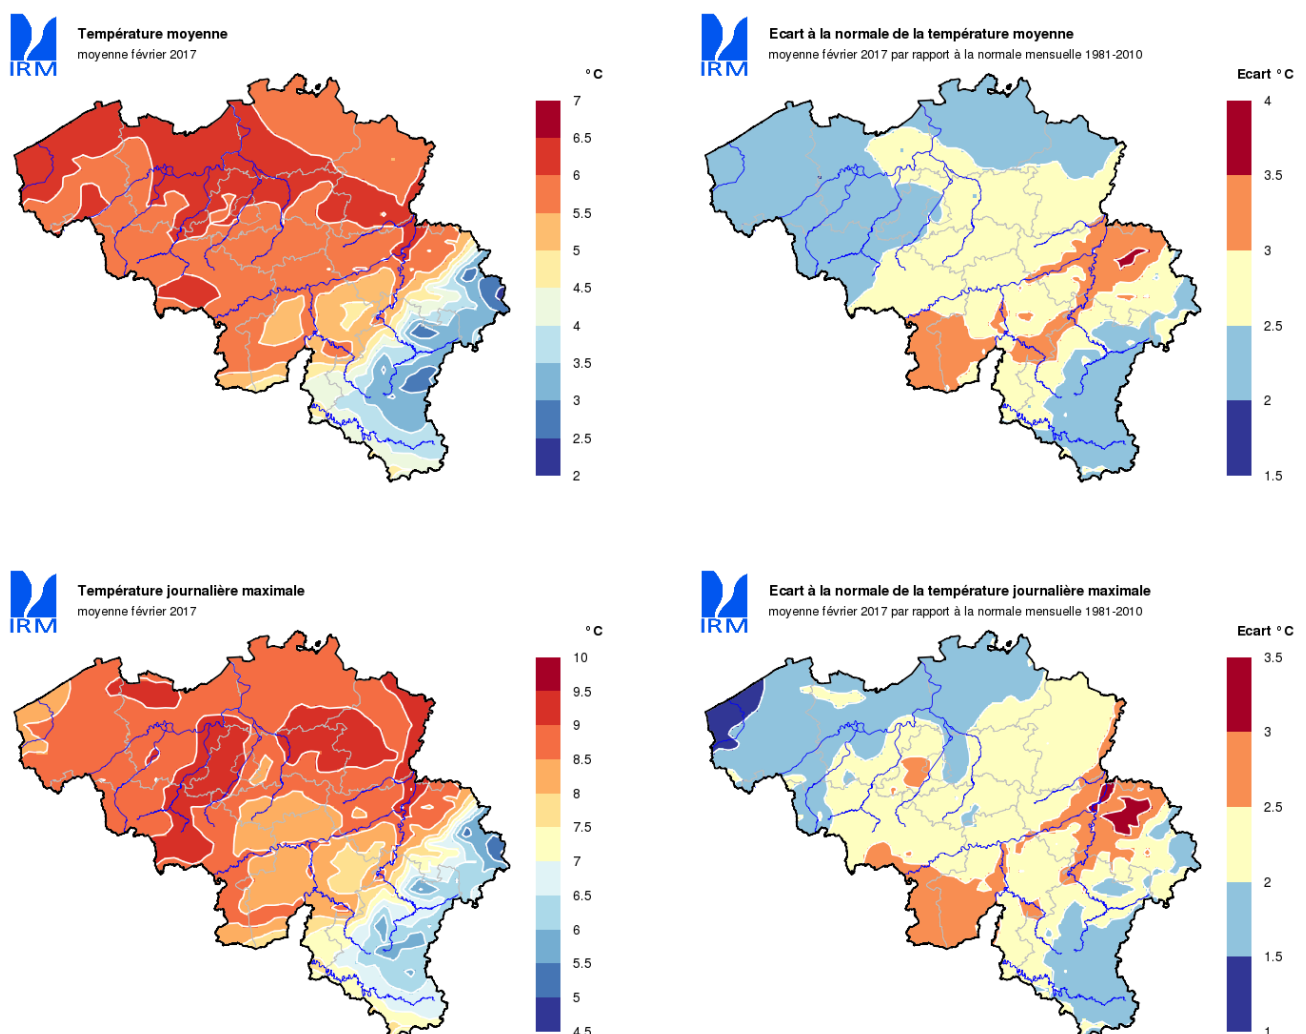 IRM
Température moyenne
moyenne février 2017
°C
7
6.5
6
5.5
5
4.5
4
3.5
3
2.5
2
IRM
Ecart à la normale de la température moyenne
moyenne février 2017 par rapport à la normale mensuelle 1981-2010
Ecart °C
4
3.5
3
2.5
2
1.5
IRM
Température journalière maximale
moyenne février 2017
°C
10
9.5
9
8.5
8
7.5
7
6.5
6
5.5
5
4.5
IRM
Ecart à la normale de la température journalière maximale
moyenne février 2017 par rapport à la normale mensuelle 1981-2010
Ecart °C
3.5
3
2.5
2
1.5
1